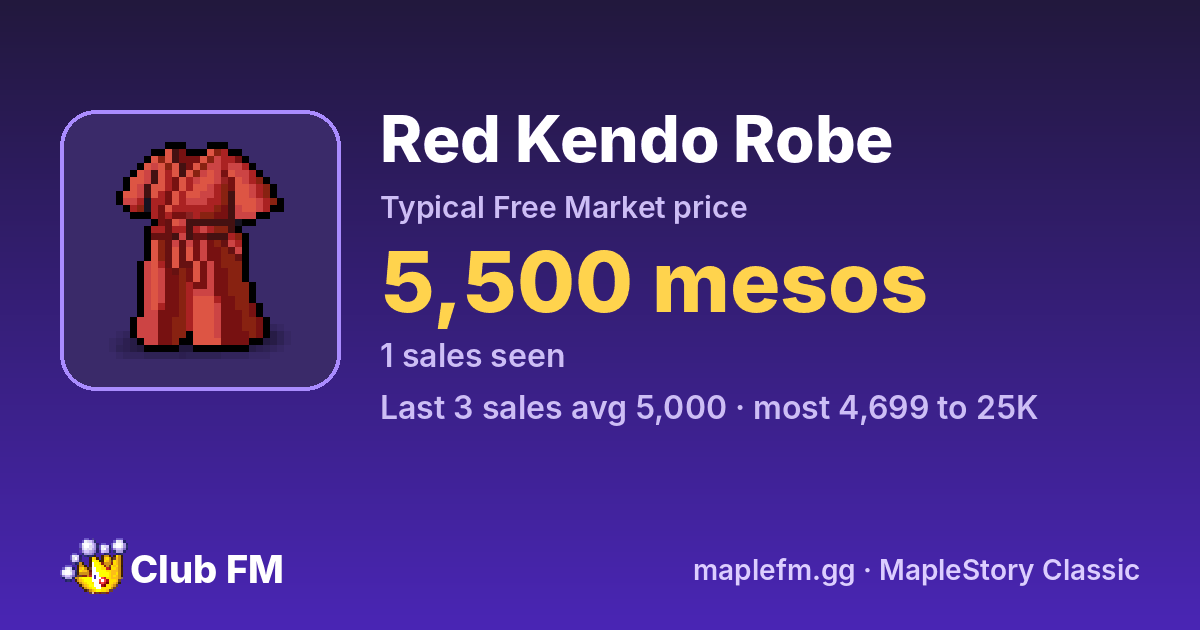 Red Kendo Robe
Typical Free Market price
5,500 mesos
1 sales seen
Last 3 sales avg 5,000 · most 4,699 to 25K
Club FM
maplefm.gg · MapleStory Classic